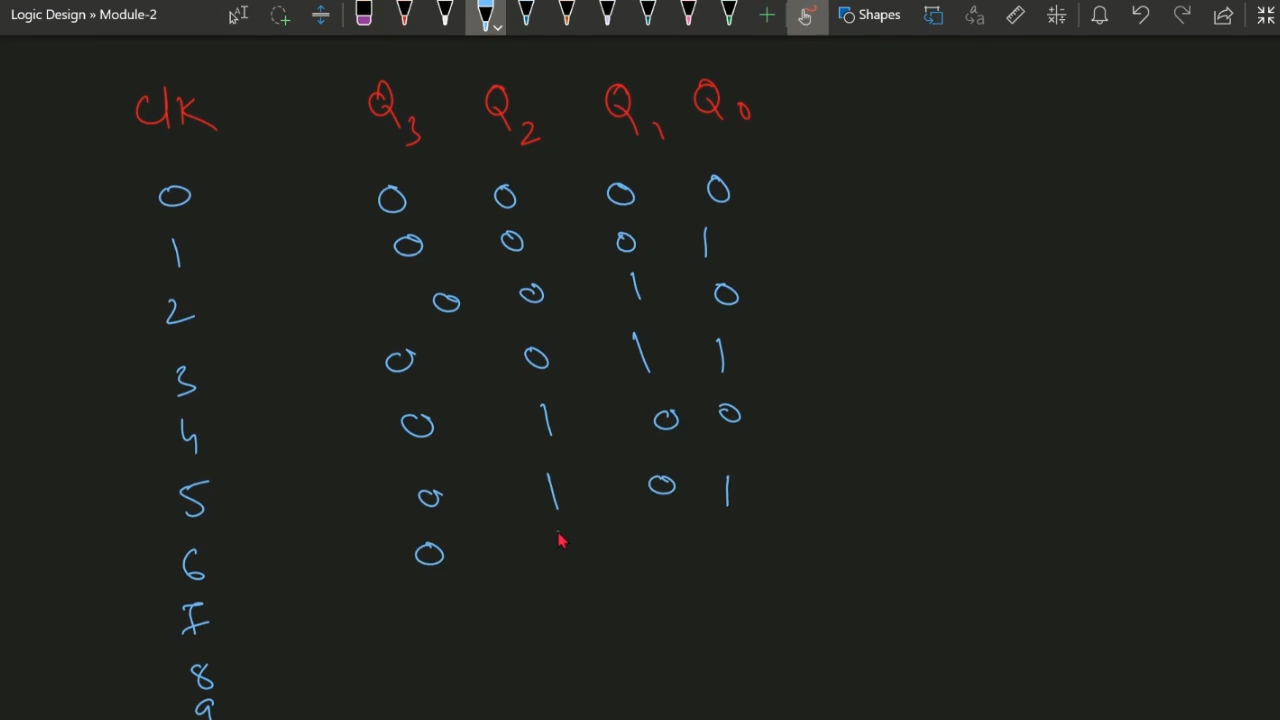 Logic Design » Module-2
Shapes
Clk Q3 Q2 Q1 Q0
0 0 0 0 0
1 0 0 0 1
2 0 0 1 0
3 0 0 1 1
4 0 1 0 0
5 0 1 0 1
6 0
7
8
9